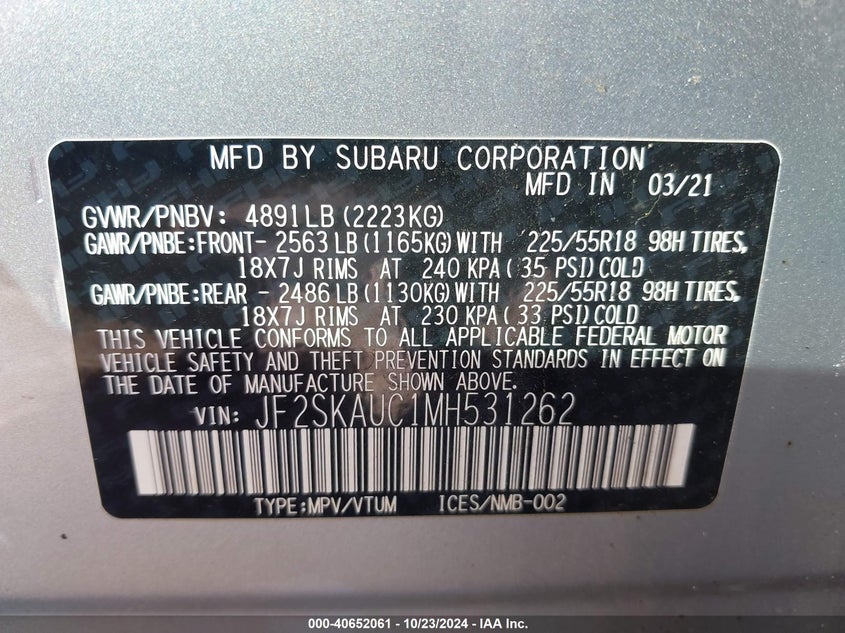 MFD BY SUBARU CORPORATION
MFD IN 03/21
GVWR/PNBV: 4891LB (2223KG)
GAWR/PNBE:FRONT- 2563LB (1165KG) WITH 225/55R18 98H TIRES,
18X7J RIMS AT 240 KPA ( 35 PSI) COLD
GAWR/PNBE:REAR - 2486LB (1130KG) WITH 225/55R18 98H TIRES,
18X7J RIMS AT 230 KPA ( 33 PSI) COLD
THIS VEHICLE CONFORMS TO ALL APPLICABLE FEDERAL MOTOR
VEHICLE SAFETY AND THEFT PREVENTION STANDARDS IN EFFECT ON
THE DATE OF MANUFACTURE SHOWN ABOVE.
VIN: JF2SKAUC1MH531262
TYPE:MPV/VTUM ICES/NMB-002
000-40652061 - 10/23/2024 - IAA Inc.